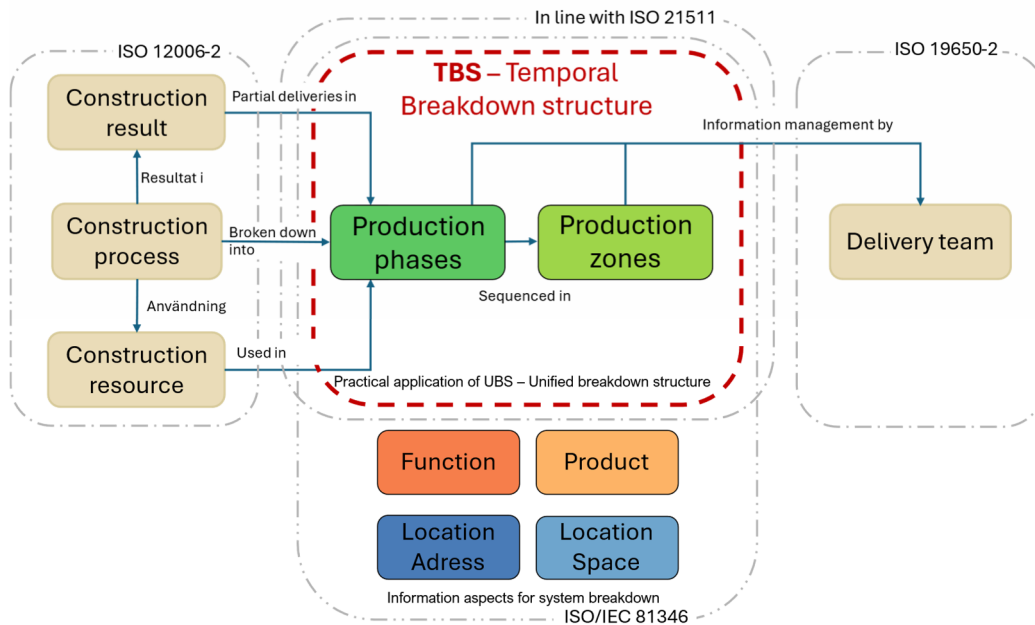 In line with ISO 21511
ISO 12006-2
ISO 19650-2
TBS – Temporal
Breakdown structure
Construction
result
Partial deliveries in
Information management by
Resultat i
Construction
process
Broken down
into
Production
phases
Production
zones
Delivery team
Sequenced in
Användning
Construction
resource
Used in
Practical application of UBS – Unified breakdown structure
Function
Product
Location
Adress
Location
Space
Information aspects for system breakdown
ISO/IEC 81346